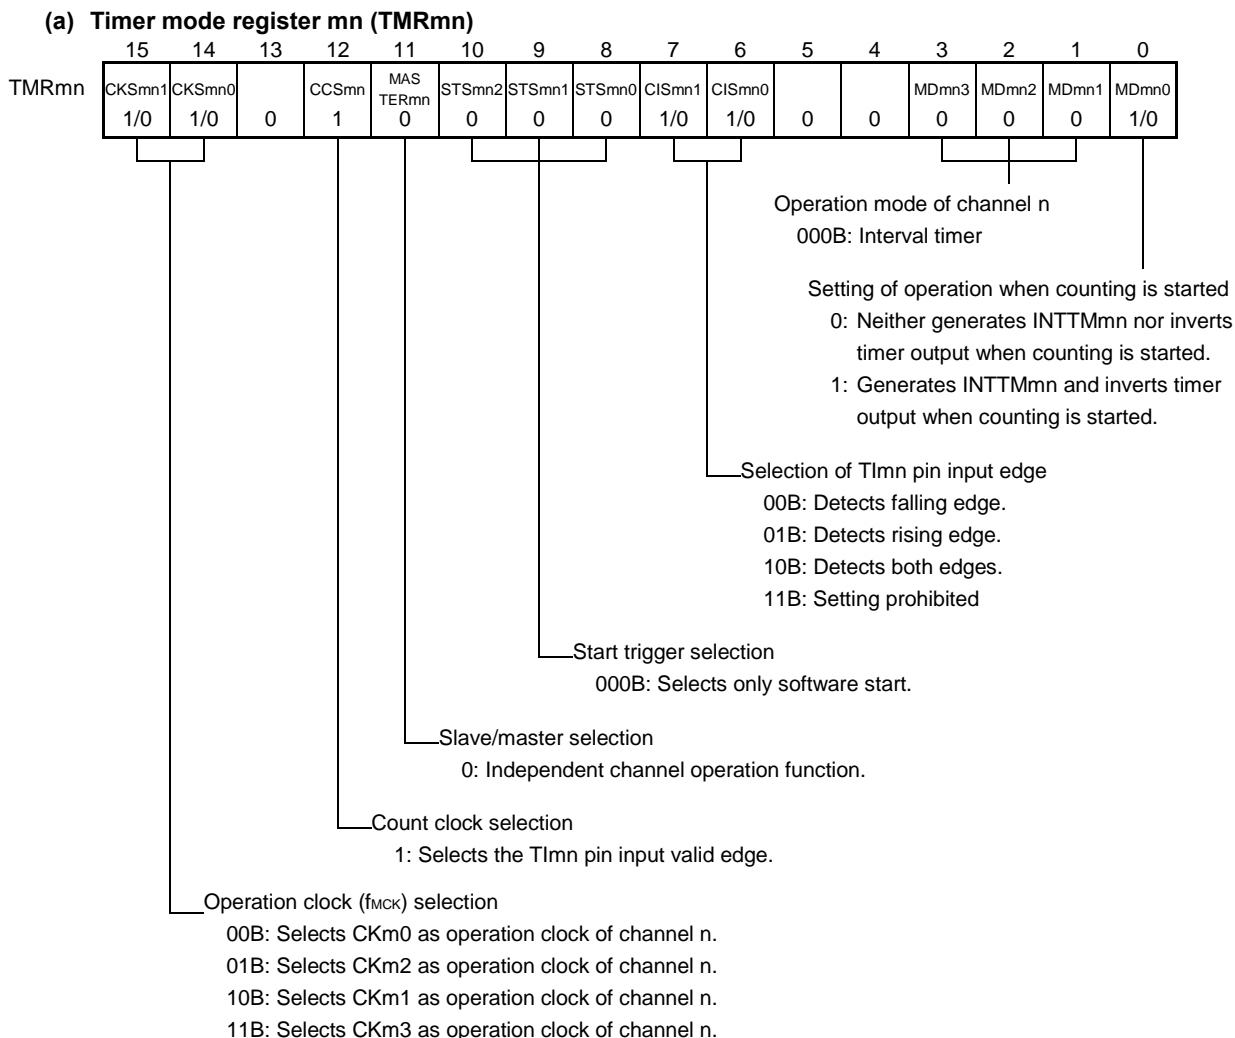 (a) Timer mode register mn (TMRmn)
15 14 13 12 11 10 9 8 7 6 5 4 3 2 1 0
TMRmn CKSmn1 CKSmn0 CCSmn MAS TERmn STSmn2 STSmn1 STSmn0 CISmn1 CISmn0 MDmn3 MDmn2 MDmn1 MDmn0
1/0 1/0 0 1 0 0 0 0 1/0 1/0 0 0 0 0 0 1/0
Operation mode of channel n
000B: Interval timer
Setting of operation when counting is started
0: Neither generates INTTMmn nor inverts
timer output when counting is started.
1: Generates INTTMmn and inverts timer
output when counting is started.
Selection of TImn pin input edge
00B: Detects falling edge.
01B: Detects rising edge.
10B: Detects both edges.
11B: Setting prohibited
Start trigger selection
000B: Selects only software start.
Slave/master selection
0: Independent channel operation function.
Count clock selection
1: Selects the TImn pin input valid edge.
Operation clock (fMCK) selection
00B: Selects CKm0 as operation clock of channel n.
01B: Selects CKm2 as operation clock of channel n.
10B: Selects CKm1 as operation clock of channel n.
11B: Selects CKm3 as operation clock of channel n.